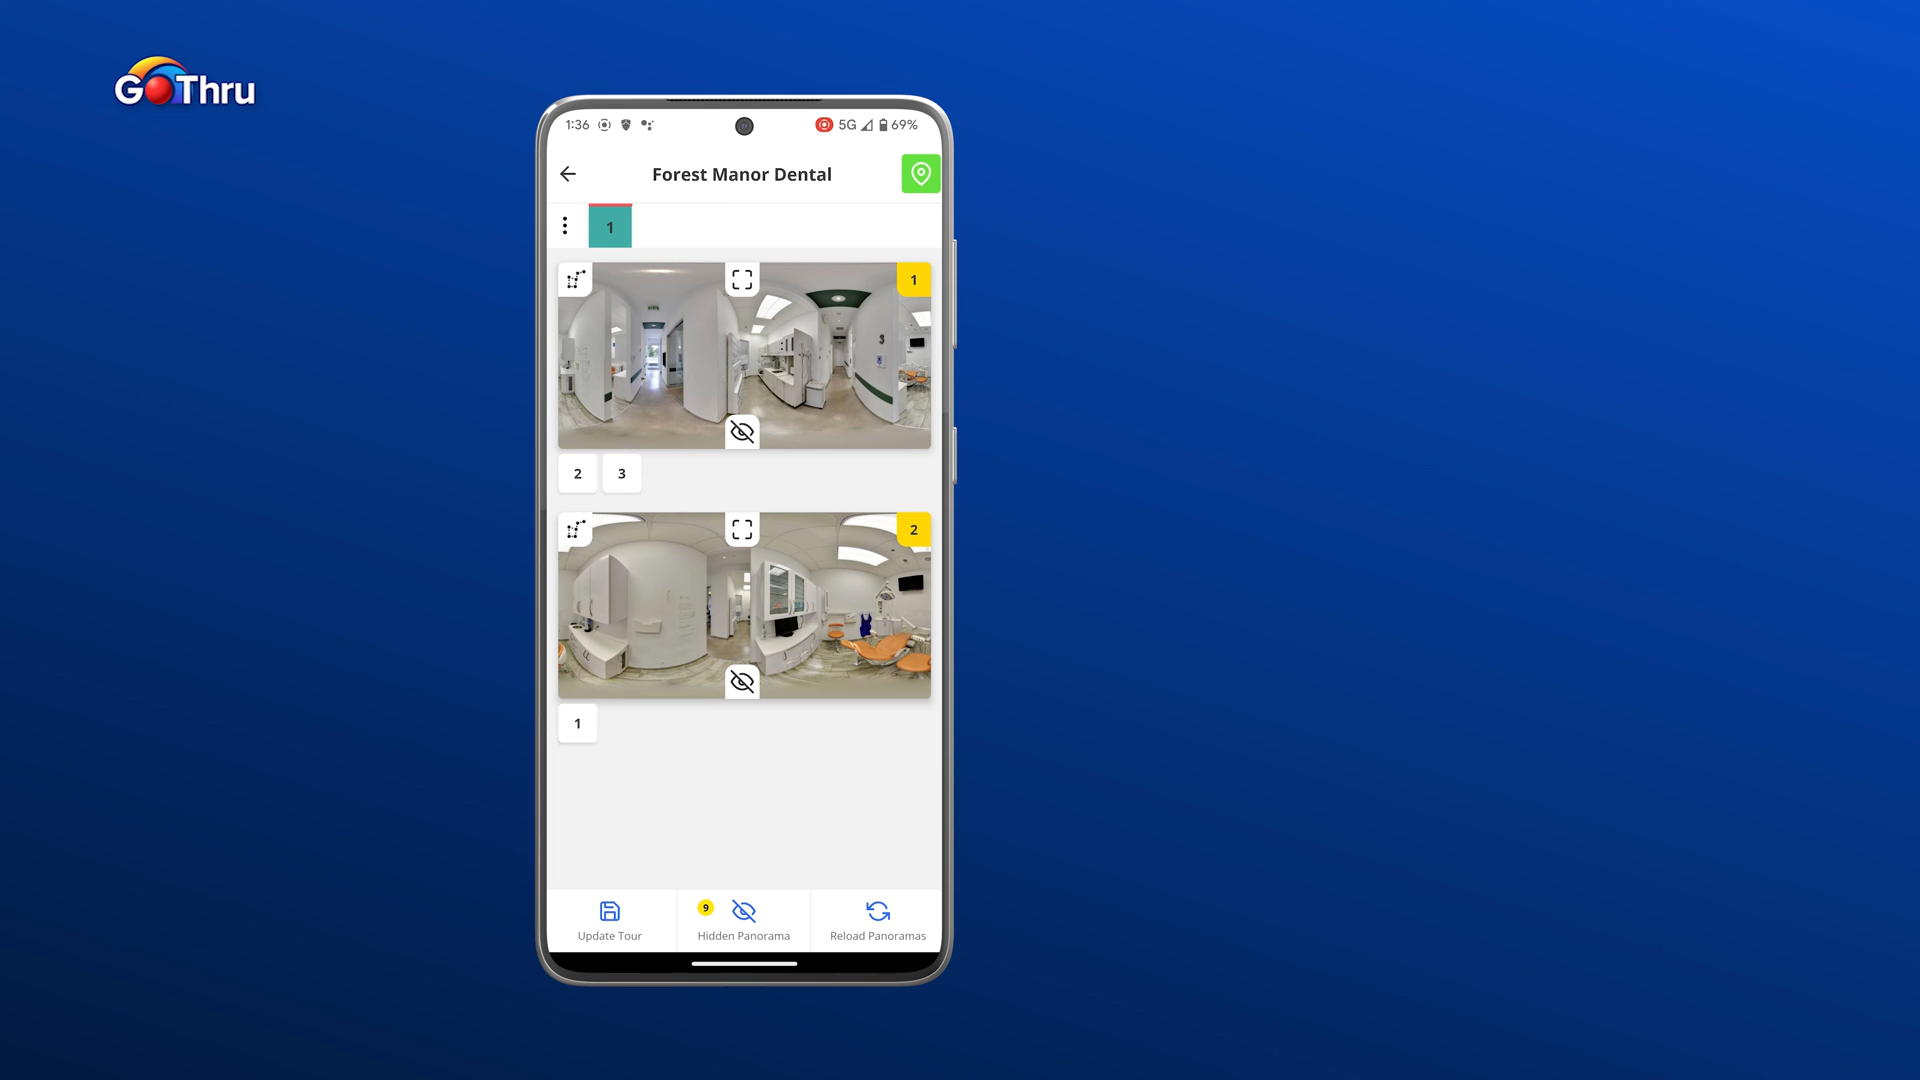 GoThru
1:36
5G 69%
Forest Manor Dental
1
1
3
2 3
2
1
Update Tour
9 Hidden Panorama
Reload Panoramas